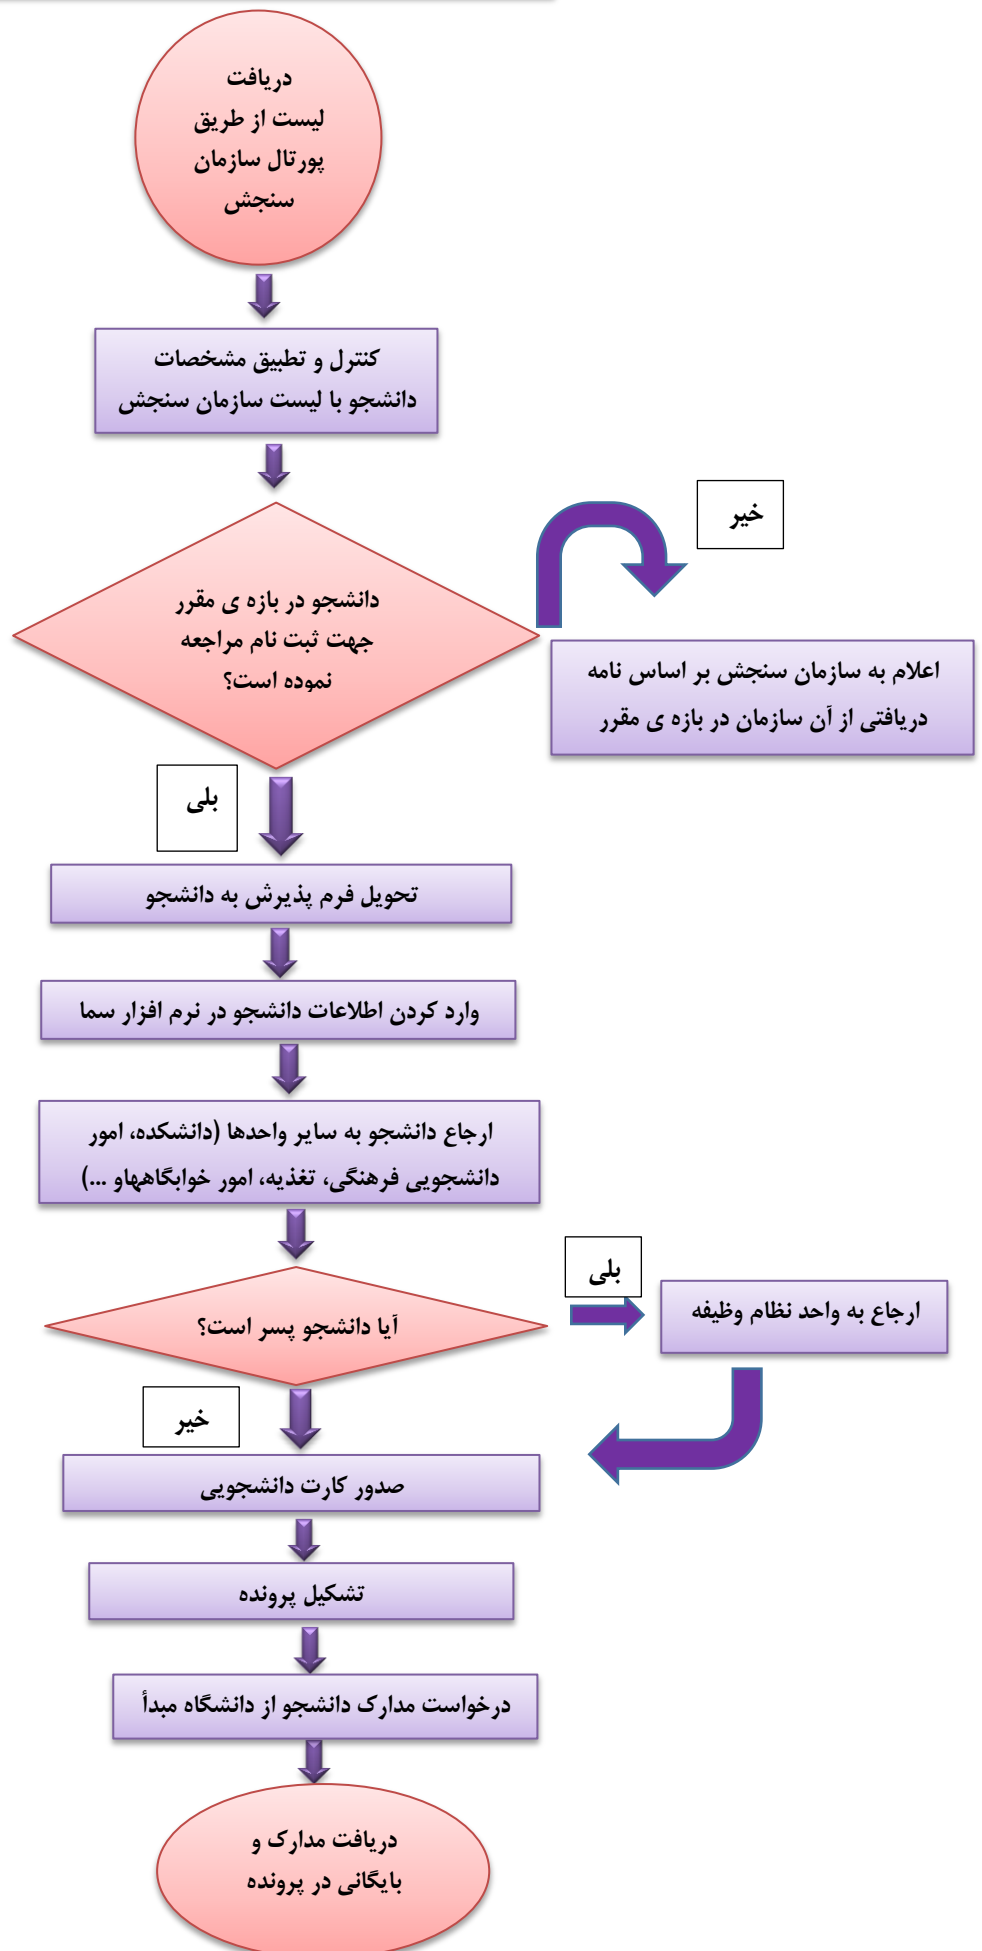 دریافت
لیست از طریق
پورتال سازمان
سنجش
کنترل و تطبیق مشخصات
دانشجو با لیست سازمان سنجش
دانشجو در بازه ی مقرر
جهت ثبت نام مراجعه
نموده است؟
خیر
اعلام به سازمان سنجش بر اساس نامه
دریافتی از آن سازمان در بازه ی مقرر
بلی
تحویل فرم پذیرش به دانشجو
وارد کردن اطلاعات دانشجو در نرم افزار سما
ارجاع دانشجو به سایر واحدها (دانشکده، امور
دانشجویی فرهنگی، تغذیه، امور خوابگاههاو ...)
آیا دانشجو پسر است؟
بلی
ارجاع به واحد نظام وظیفه
خیر
صدور کارت دانشجویی
تشکیل پرونده
درخواست مدارک دانشجو از دانشگاه مبدأ
دریافت مدارک و
بایگانی در پرونده